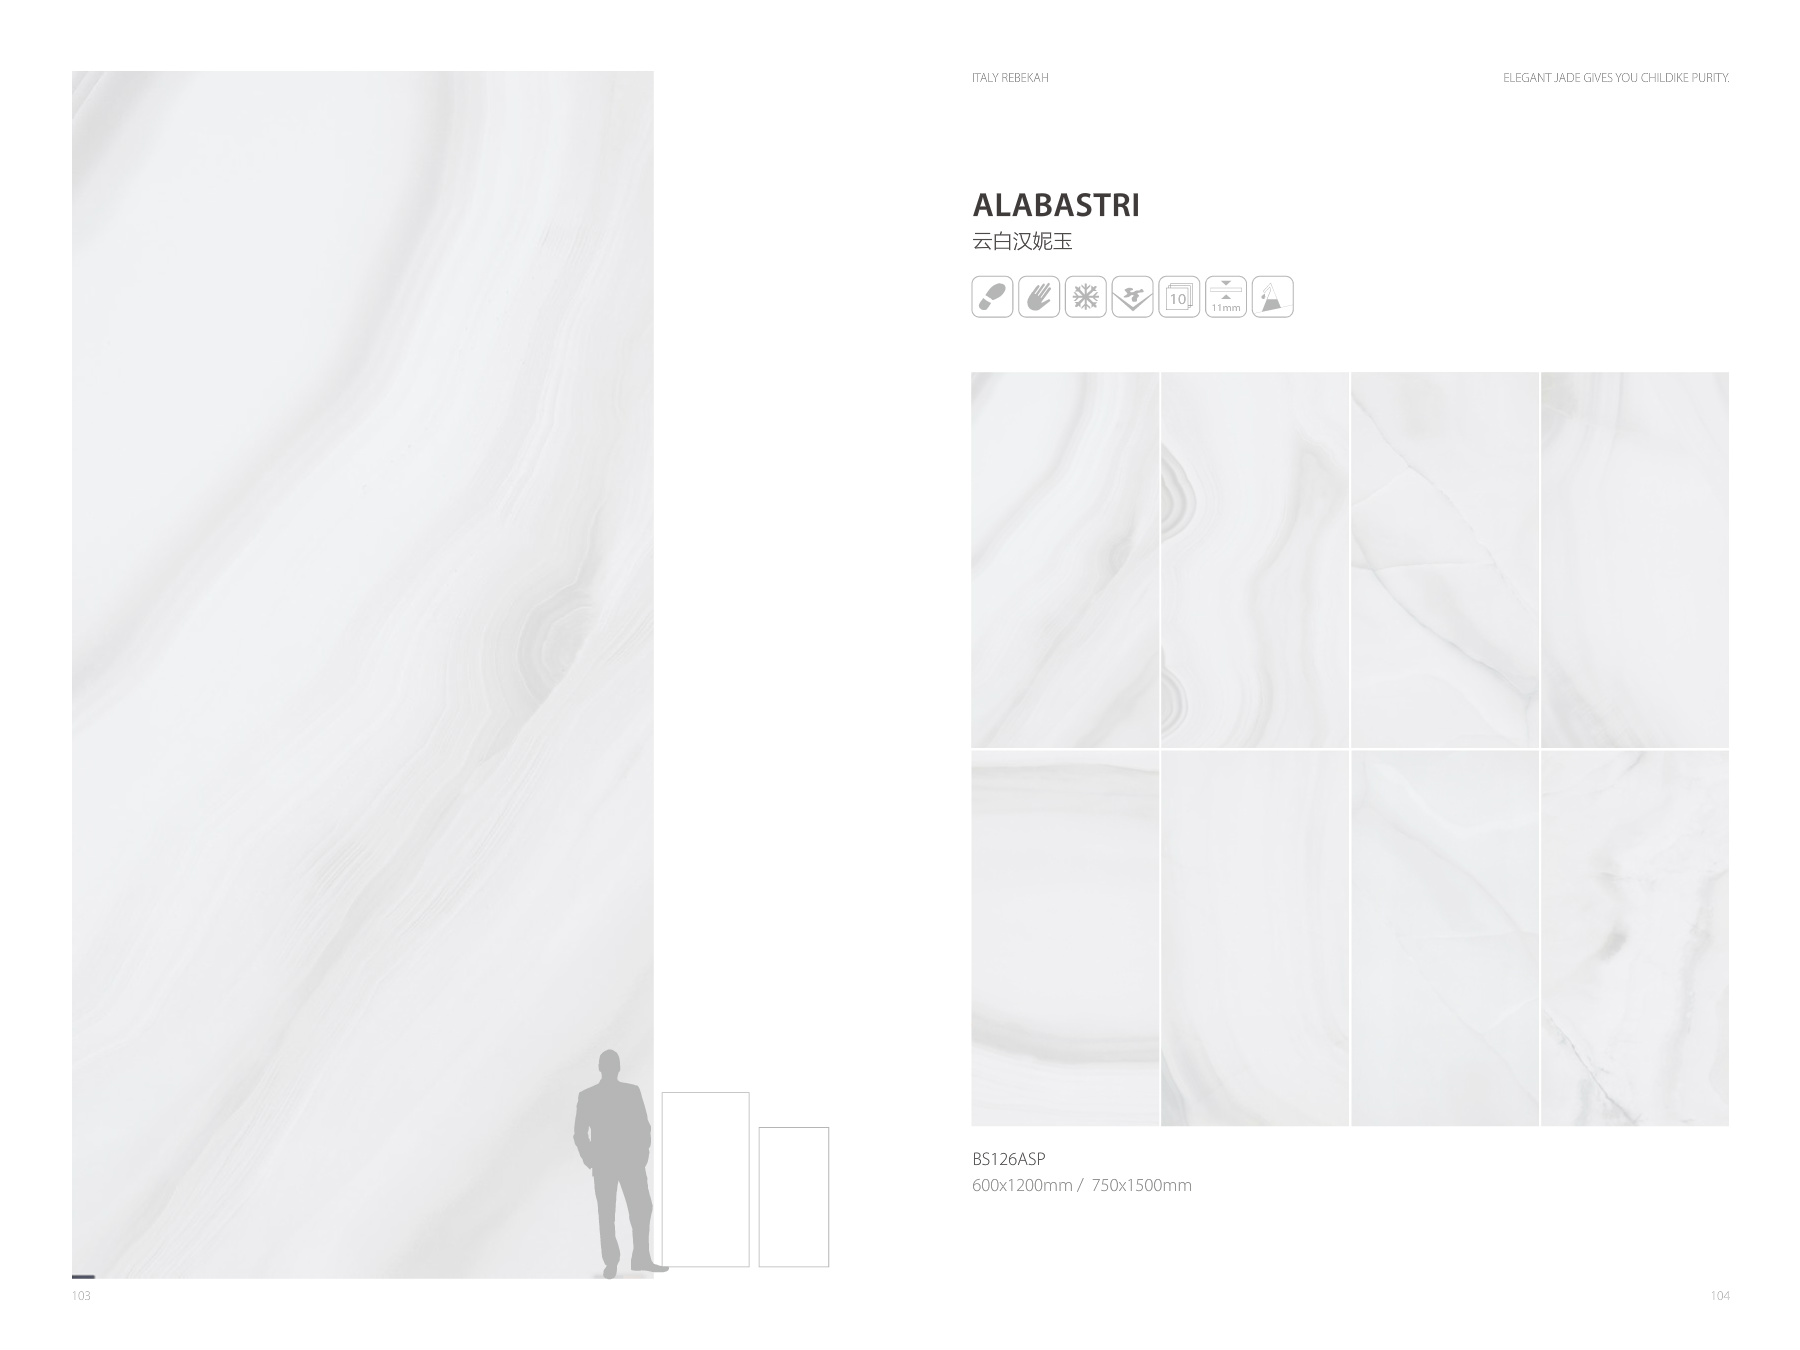 ITALY REBEKAH
ELEGANT JADE GIVES YOU CHILDIKE PURITY.
ALABASTRI
云白汉妮玉
10
11mm
BS126ASP
600x1200mm / 750x1500mm
103
104